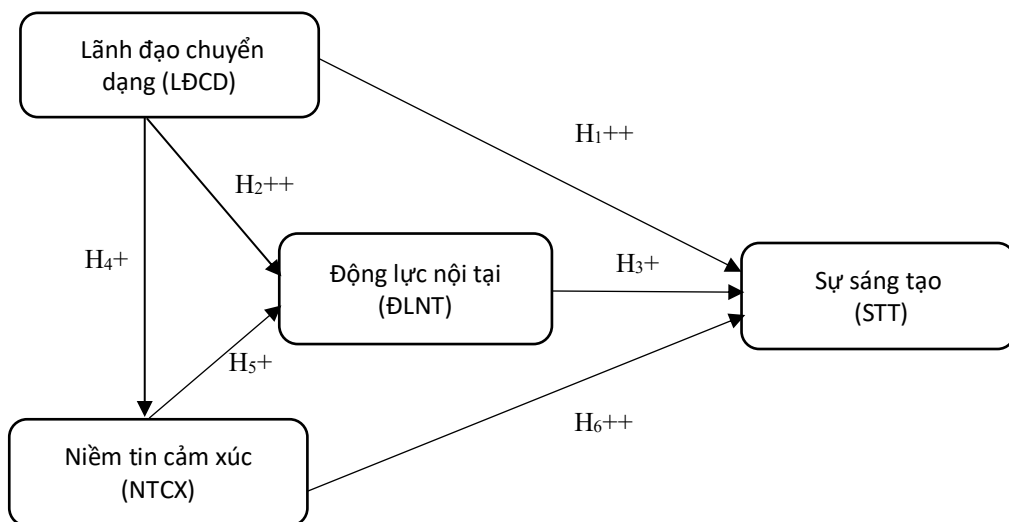 Lãnh đạo chuyển
dạng (LĐCD)
H1++
H2++
H4+
Động lực nội tại
(ĐLNT)
H3+
Sự sáng tạo
(STT)
H5+
H6++
Niềm tin cảm xúc
(NTCX)